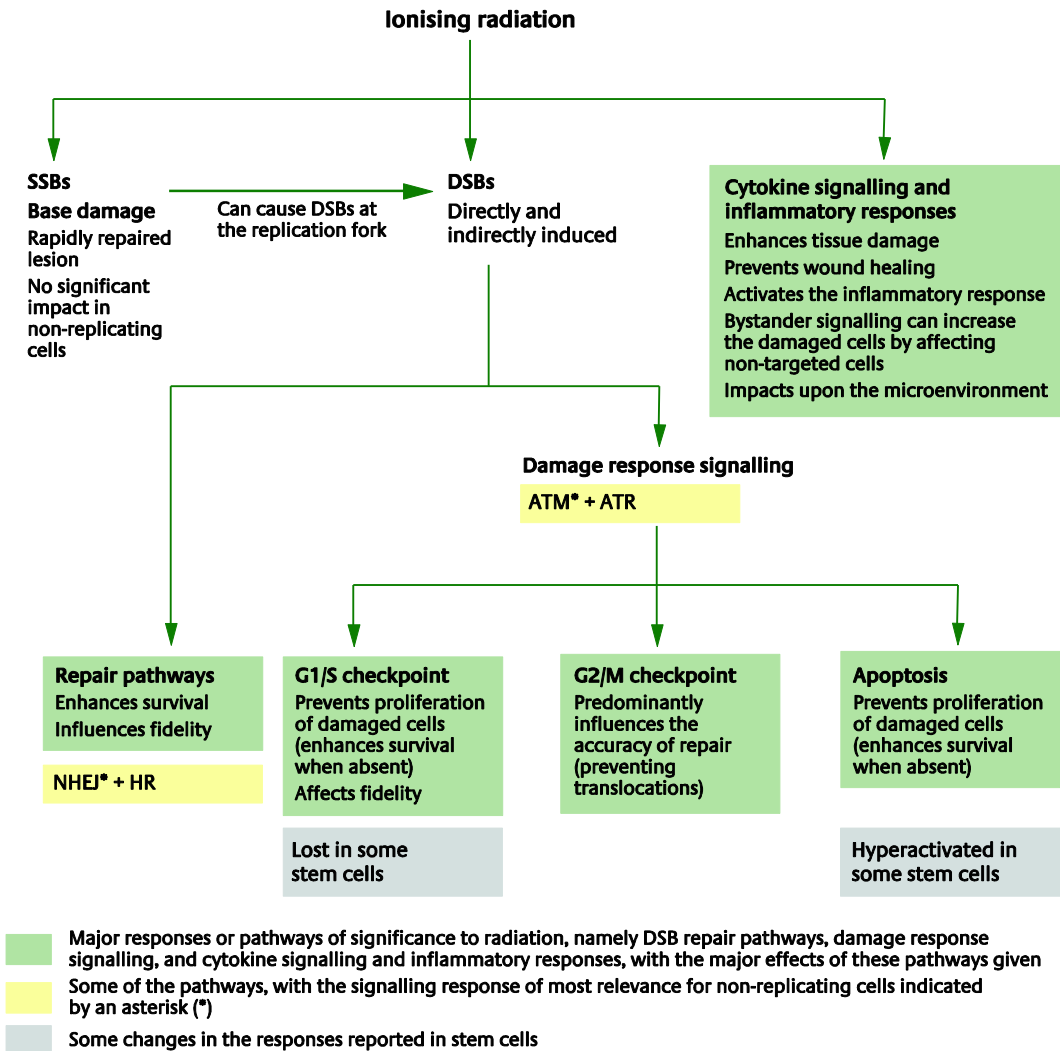 Ionising radiation
SSBs
Base damage
Rapidly repaired
lesion
No significant
impact in
non-replicating
cells
Can cause DSBs at
the replication fork
DSBs
Directly and
indirectly induced
Cytokine signalling and
inflammatory responses
Enhances tissue damage
Prevents wound healing
Activates the inflammatory response
Bystander signalling can increase
the damaged cells by affecting
non-targeted cells
Impacts upon the microenvironment
Damage response signalling
ATM* + ATR
Repair pathways
Enhances survival
Influences fidelity
NHEJ* + HR
G1/S checkpoint
Prevents proliferation
of damaged cells
(enhances survival
when absent)
Affects fidelity
Lost in some
stem cells
G2/M checkpoint
Predominantly
influences the
accuracy of repair
(preventing
translocations)
Apoptosis
Prevents proliferation
of damaged cells
(enhances survival
when absent)
Hyperactivated in
some stem cells
Major responses or pathways of significance to radiation, namely DSB repair pathways, damage response
signalling, and cytokine signalling and inflammatory responses, with the major effects of these pathways given
Some of the pathways, with the signalling response of most relevance for non-replicating cells indicated
by an asterisk (*)
Some changes in the responses reported in stem cells